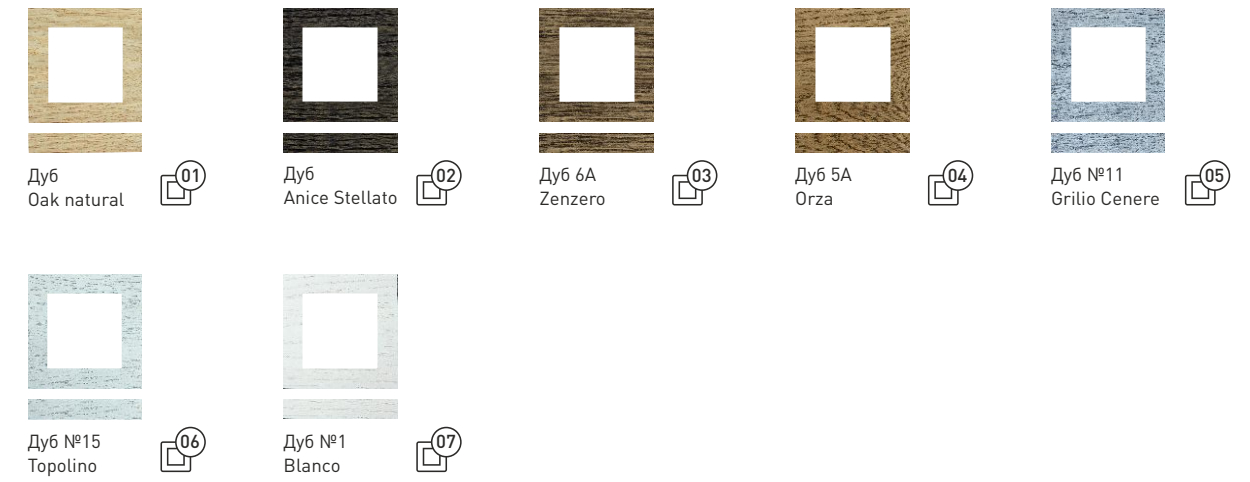 Дуб
Oak natural
01
Дуб
Anice Stellato
02
Дуб 6А
Zenzero
03
Дуб 5А
Orza
04
Дуб №11
Grilio Cenere
05
Дуб №15
Topolino
06
Дуб №1
Blanco
07